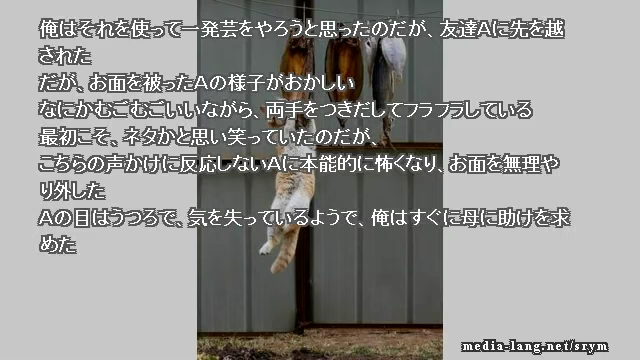 俺はそれを使って一発芸をやろうと思ったのだが、友達Aに先を越
された
だが、お面を被ったAの様子がおかしい
なにかむごむごいいながら、両手をつきだしてフラフラしている
最初こそ、ネタかと思い笑っていたのだが、
こちらの声かけに反応しないAに本能的に怖くなり、お面を無理や
り外した
Aの目はうつろで、気を失っているようで、俺はすぐに母に助けを求
めた
media-lang.net/srym